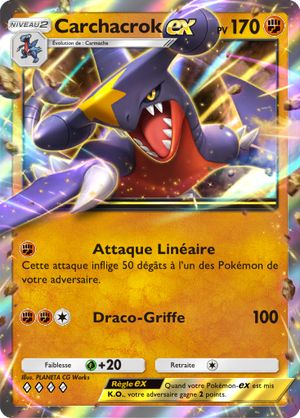 NIVEAU 2
Carchacrok ex PV 170
Évolution de : Carmache
Attaque Linéaire
Cette attaque inflige 50 dégâts à l'un des Pokémon de
votre adversaire.
Draco-Griffe 100
Faiblesse +20 Retraite
Illus. PLANETA CG Works
Règle ex Quand votre Pokémon-ex est mis
K.O., votre adversaire gagne 2 points.